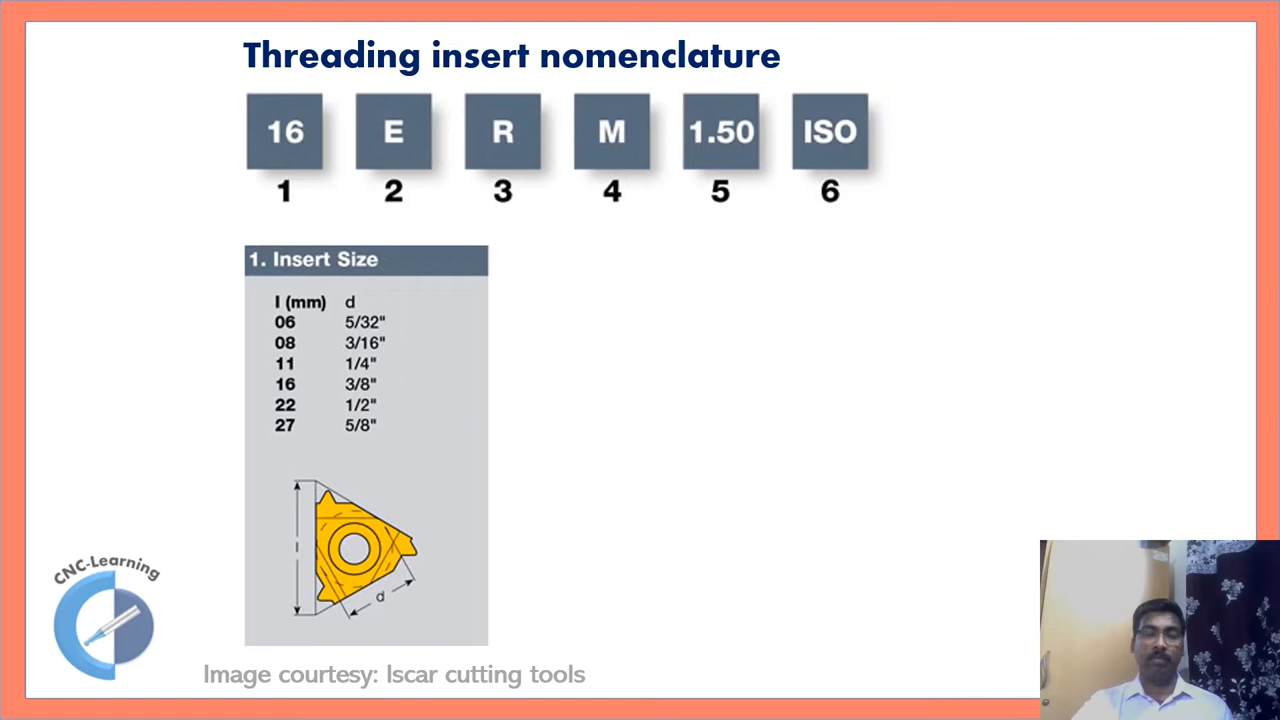 Threading insert nomenclature
16 E R M 1.50 ISO
1 2 3 4 5 6
1. Insert Size
l (mm) d
06 5/32"
08 3/16"
11 1/4"
16 3/8"
22 1/2"
27 5/8"
l
d
CNC-Learning
Image courtesy: Iscar cutting tools